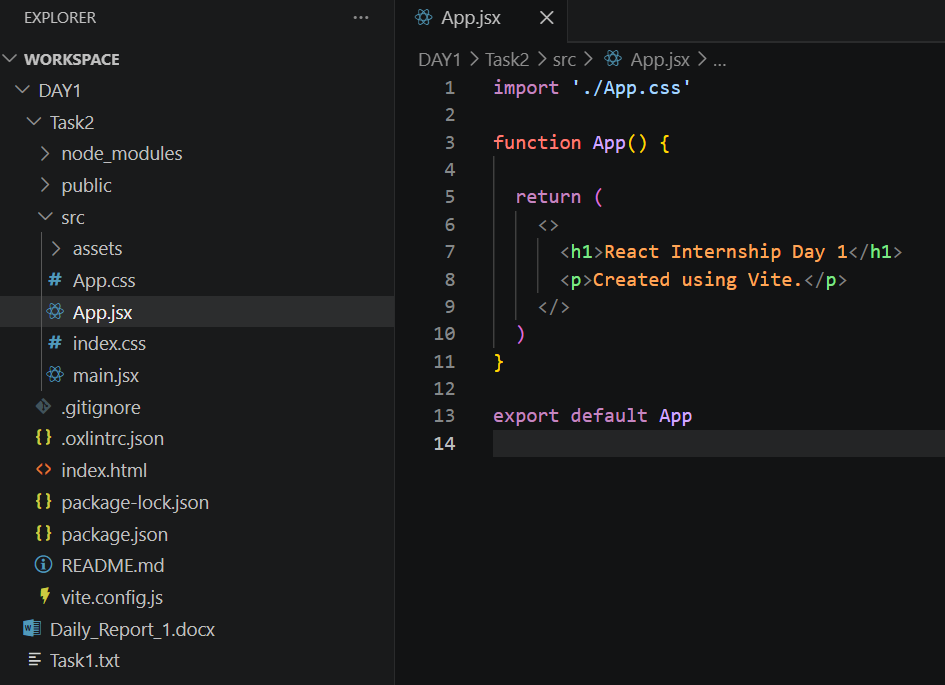 EXPLORER
···
WORKSPACE
DAY1
Task2
node_modules
public
src
assets
# App.css
App.jsx
# index.css
main.jsx
.gitignore
{} .oxlintrc.json
<> index.html
{} package-lock.json
{} package.json
README.md
vite.config.js
Daily_Report_1.docx
Task1.txt
App.jsx ×
DAY1 > Task2 > src > App.jsx > ...
1 import './App.css'
2
3 function App() {
4
5   return (
6     <>
7       <h1>React Internship Day 1</h1>
8       <p>Created using Vite.</p>
9     </>
10   )
11 }
12
13 export default App
14